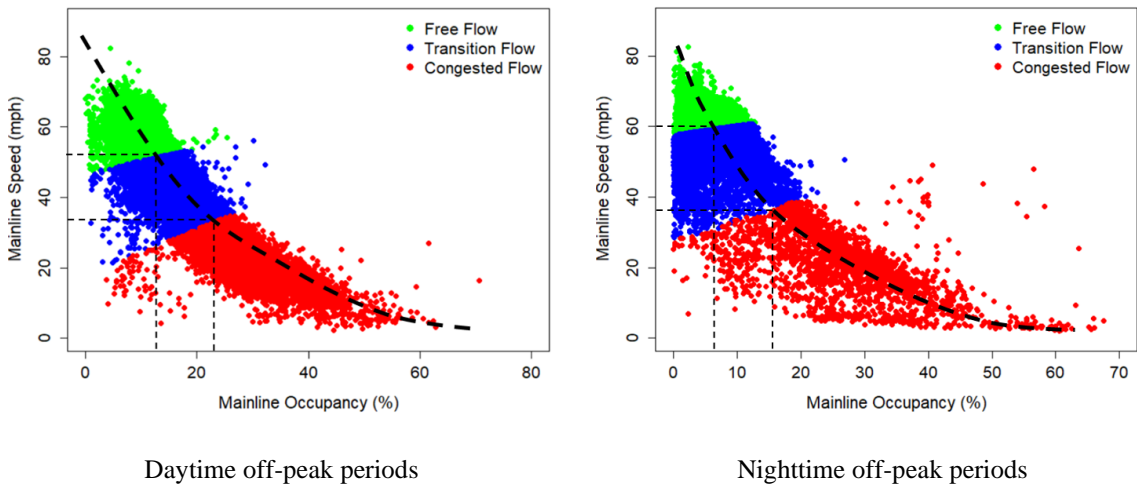 Free Flow
Transition Flow
Congested Flow
Mainline Speed (mph)
80
60
40
20
0
0 20 40 60 80
Mainline Occupancy (%)
Daytime off-peak periods
Free Flow
Transition Flow
Congested Flow
Mainline Speed (mph)
80
60
40
20
0
0 10 20 30 40 50 60 70
Mainline Occupancy (%)
Nighttime off-peak periods